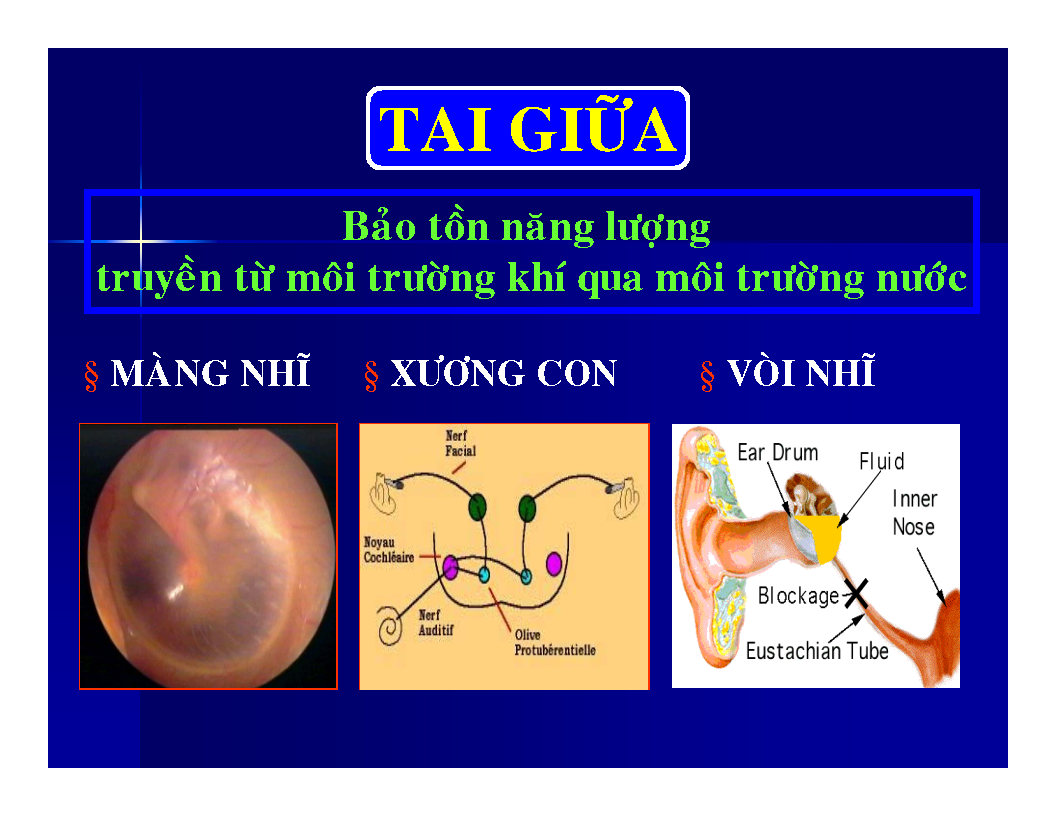 TAI GIỮA
Bảo tồn năng lượng
truyền từ môi trường khí qua môi trường nước
§ MÀNG NHĨ
§ XƯƠNG CON
§ VÒI NHĨ
Nerf
Facial
Noyau
Cochléaire
Nerf
Auditif
Olive
Protubérentielle
Ear Drum
Fluid
Inner
Nose
Blockage
Eustachian Tube